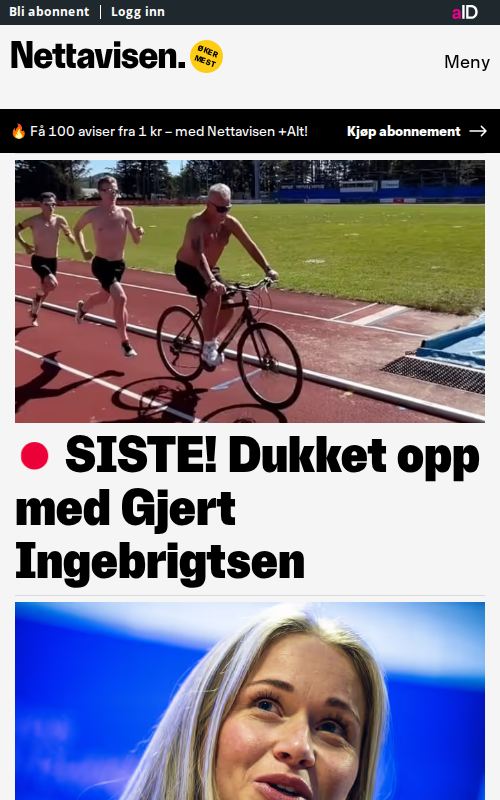 Bli abonnent | Logg inn
aID
Nettavisen.
ØKER
MEST
Meny
🔥 Få 100 aviser fra 1 kr – med Nettavisen +Alt!
Kjøp abonnement →
SISTE! Dukket opp
med Gjert
Ingebrigtsen